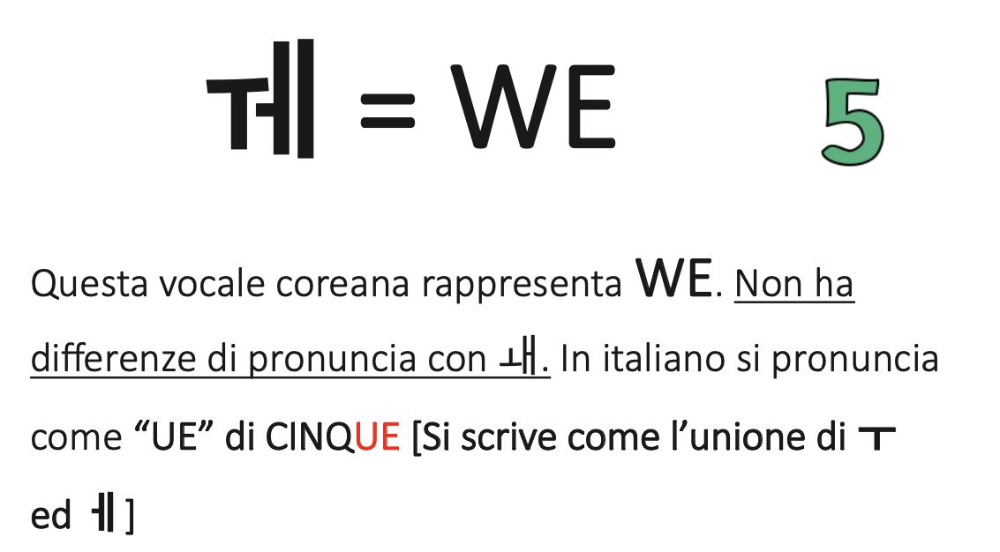 ㅞ = WE 5
Questa vocale coreana rappresenta WE. Non ha
differenze di pronuncia con ㅙ. In italiano si pronuncia
come “UE” di CINQUE [Si scrive come l’unione di ㅜ
ed ㅔ]